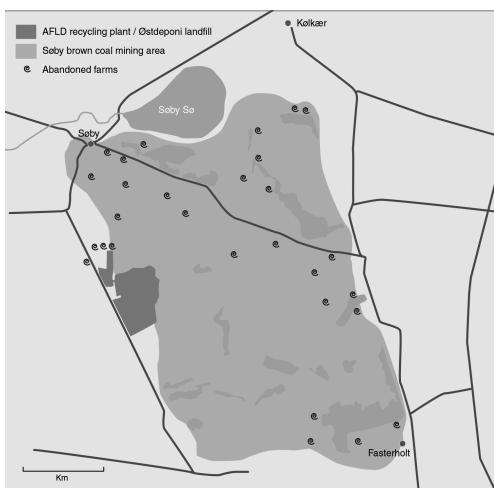 AFLD recycling plant / Østdeponi landfill
Søby brown coal mining area
Abandoned farms
Kølkær
Søby Sø
Søby
Fasterholt
Km